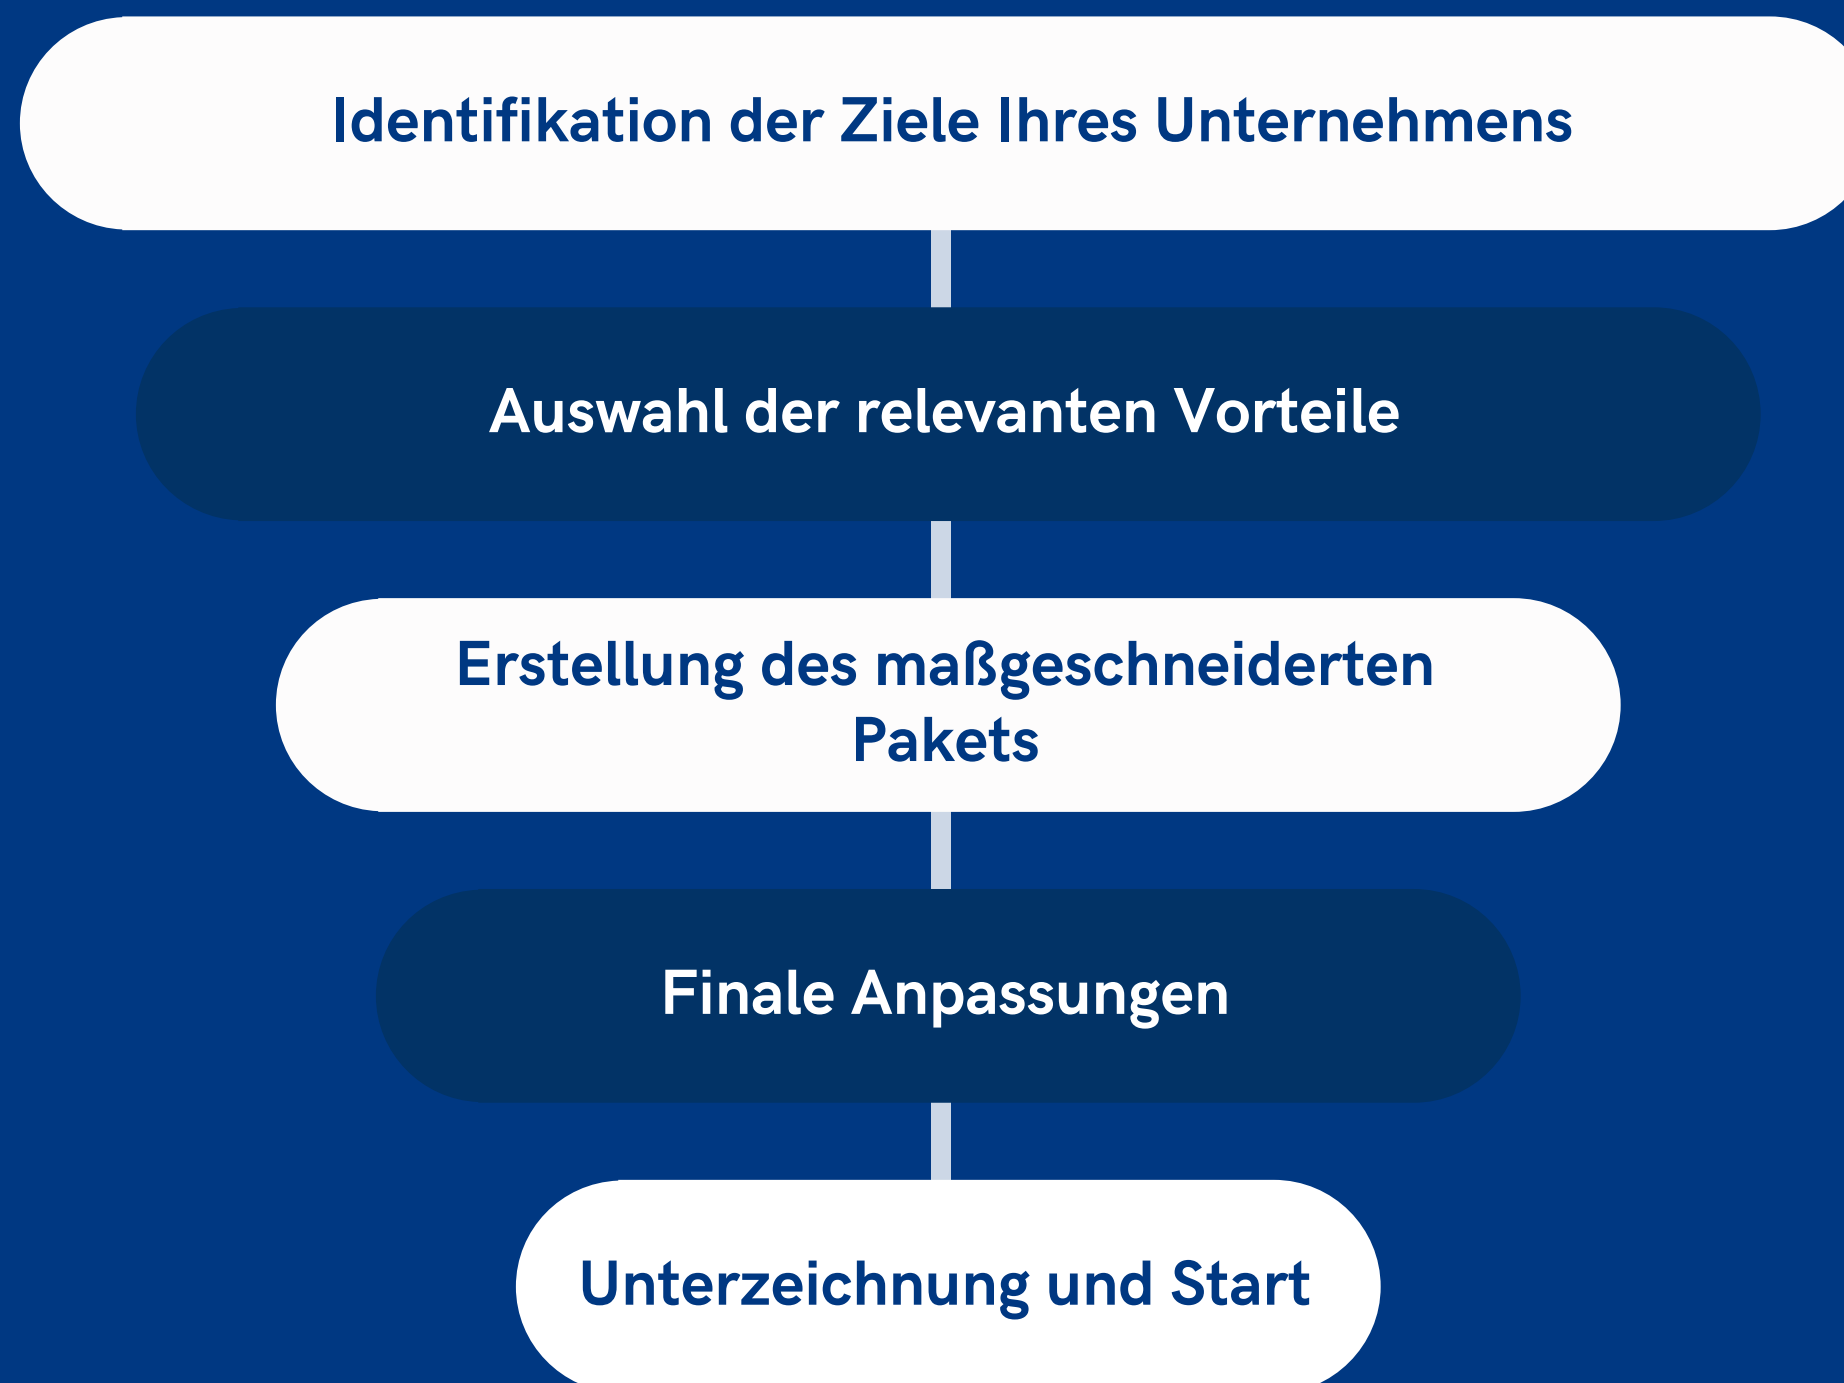 Identifikation der Ziele Ihres Unternehmens
Auswahl der relevanten Vorteile
Erstellung des maßgeschneiderten
Pakets
Finale Anpassungen
Unterzeichnung und Start